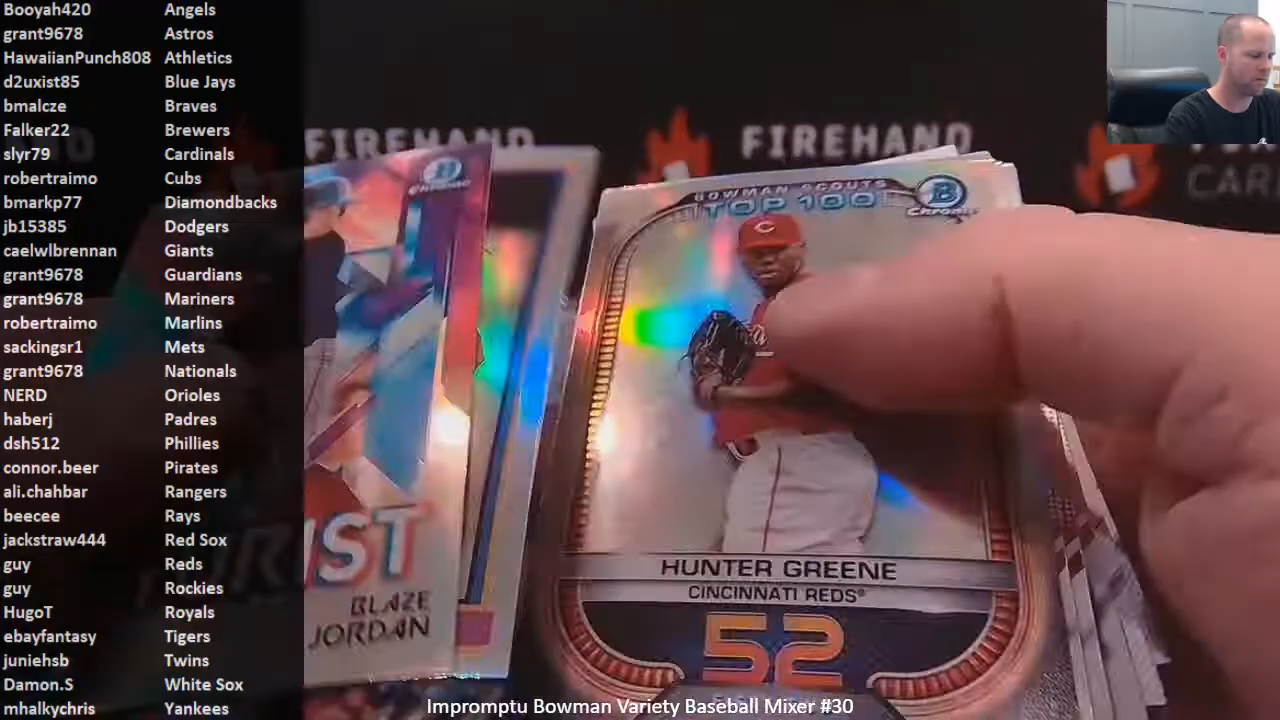 Booyah420 Angels
grant9678 Astros
HawaiianPunch808 Athletics
d2uxist85 Blue Jays
bmalcze Braves
Falker22 Brewers
slyr79 Cardinals
robertraimo Cubs
bmarkp77 Diamondbacks
jb15385 Dodgers
caelwlbrennan Giants
grant9678 Guardians
grant9678 Mariners
robertraimo Marlins
sackingsr1 Mets
grant9678 Nationals
NERD Orioles
haberj Padres
dsh512 Phillies
connor.beer Pirates
ali.chahbar Rangers
beecee Rays
jackstraw444 Red Sox
guy Reds
guy Rockies
HugoT Royals
ebayfantasy Tigers
juniehsb Twins
Damon.S White Sox
mhalkychris Yankees
FIREHAND
FIREHAND
CAR
B
CHROME
IST
BLAZE
JORDAN
BOWMAN SCOUTS
TOP 100
B
CHROME
C
HUNTER GREENE
CINCINNATI REDS®
52
Impromptu Bowman Variety Baseball Mixer #30